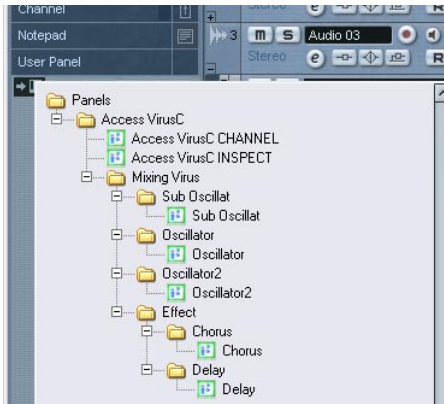 Channel
Stereo
e
R
Notepad
3 m S Audio 03
User Panel
Stereo
e
R
Panels
Access VirusC
Access VirusC CHANNEL
Access VirusC INSPECT
Mixing Virus
Sub Oscillat
Sub Oscillat
Oscillator
Oscillator
Oscillator2
Oscillator2
Effect
Chorus
Chorus
Delay
Delay